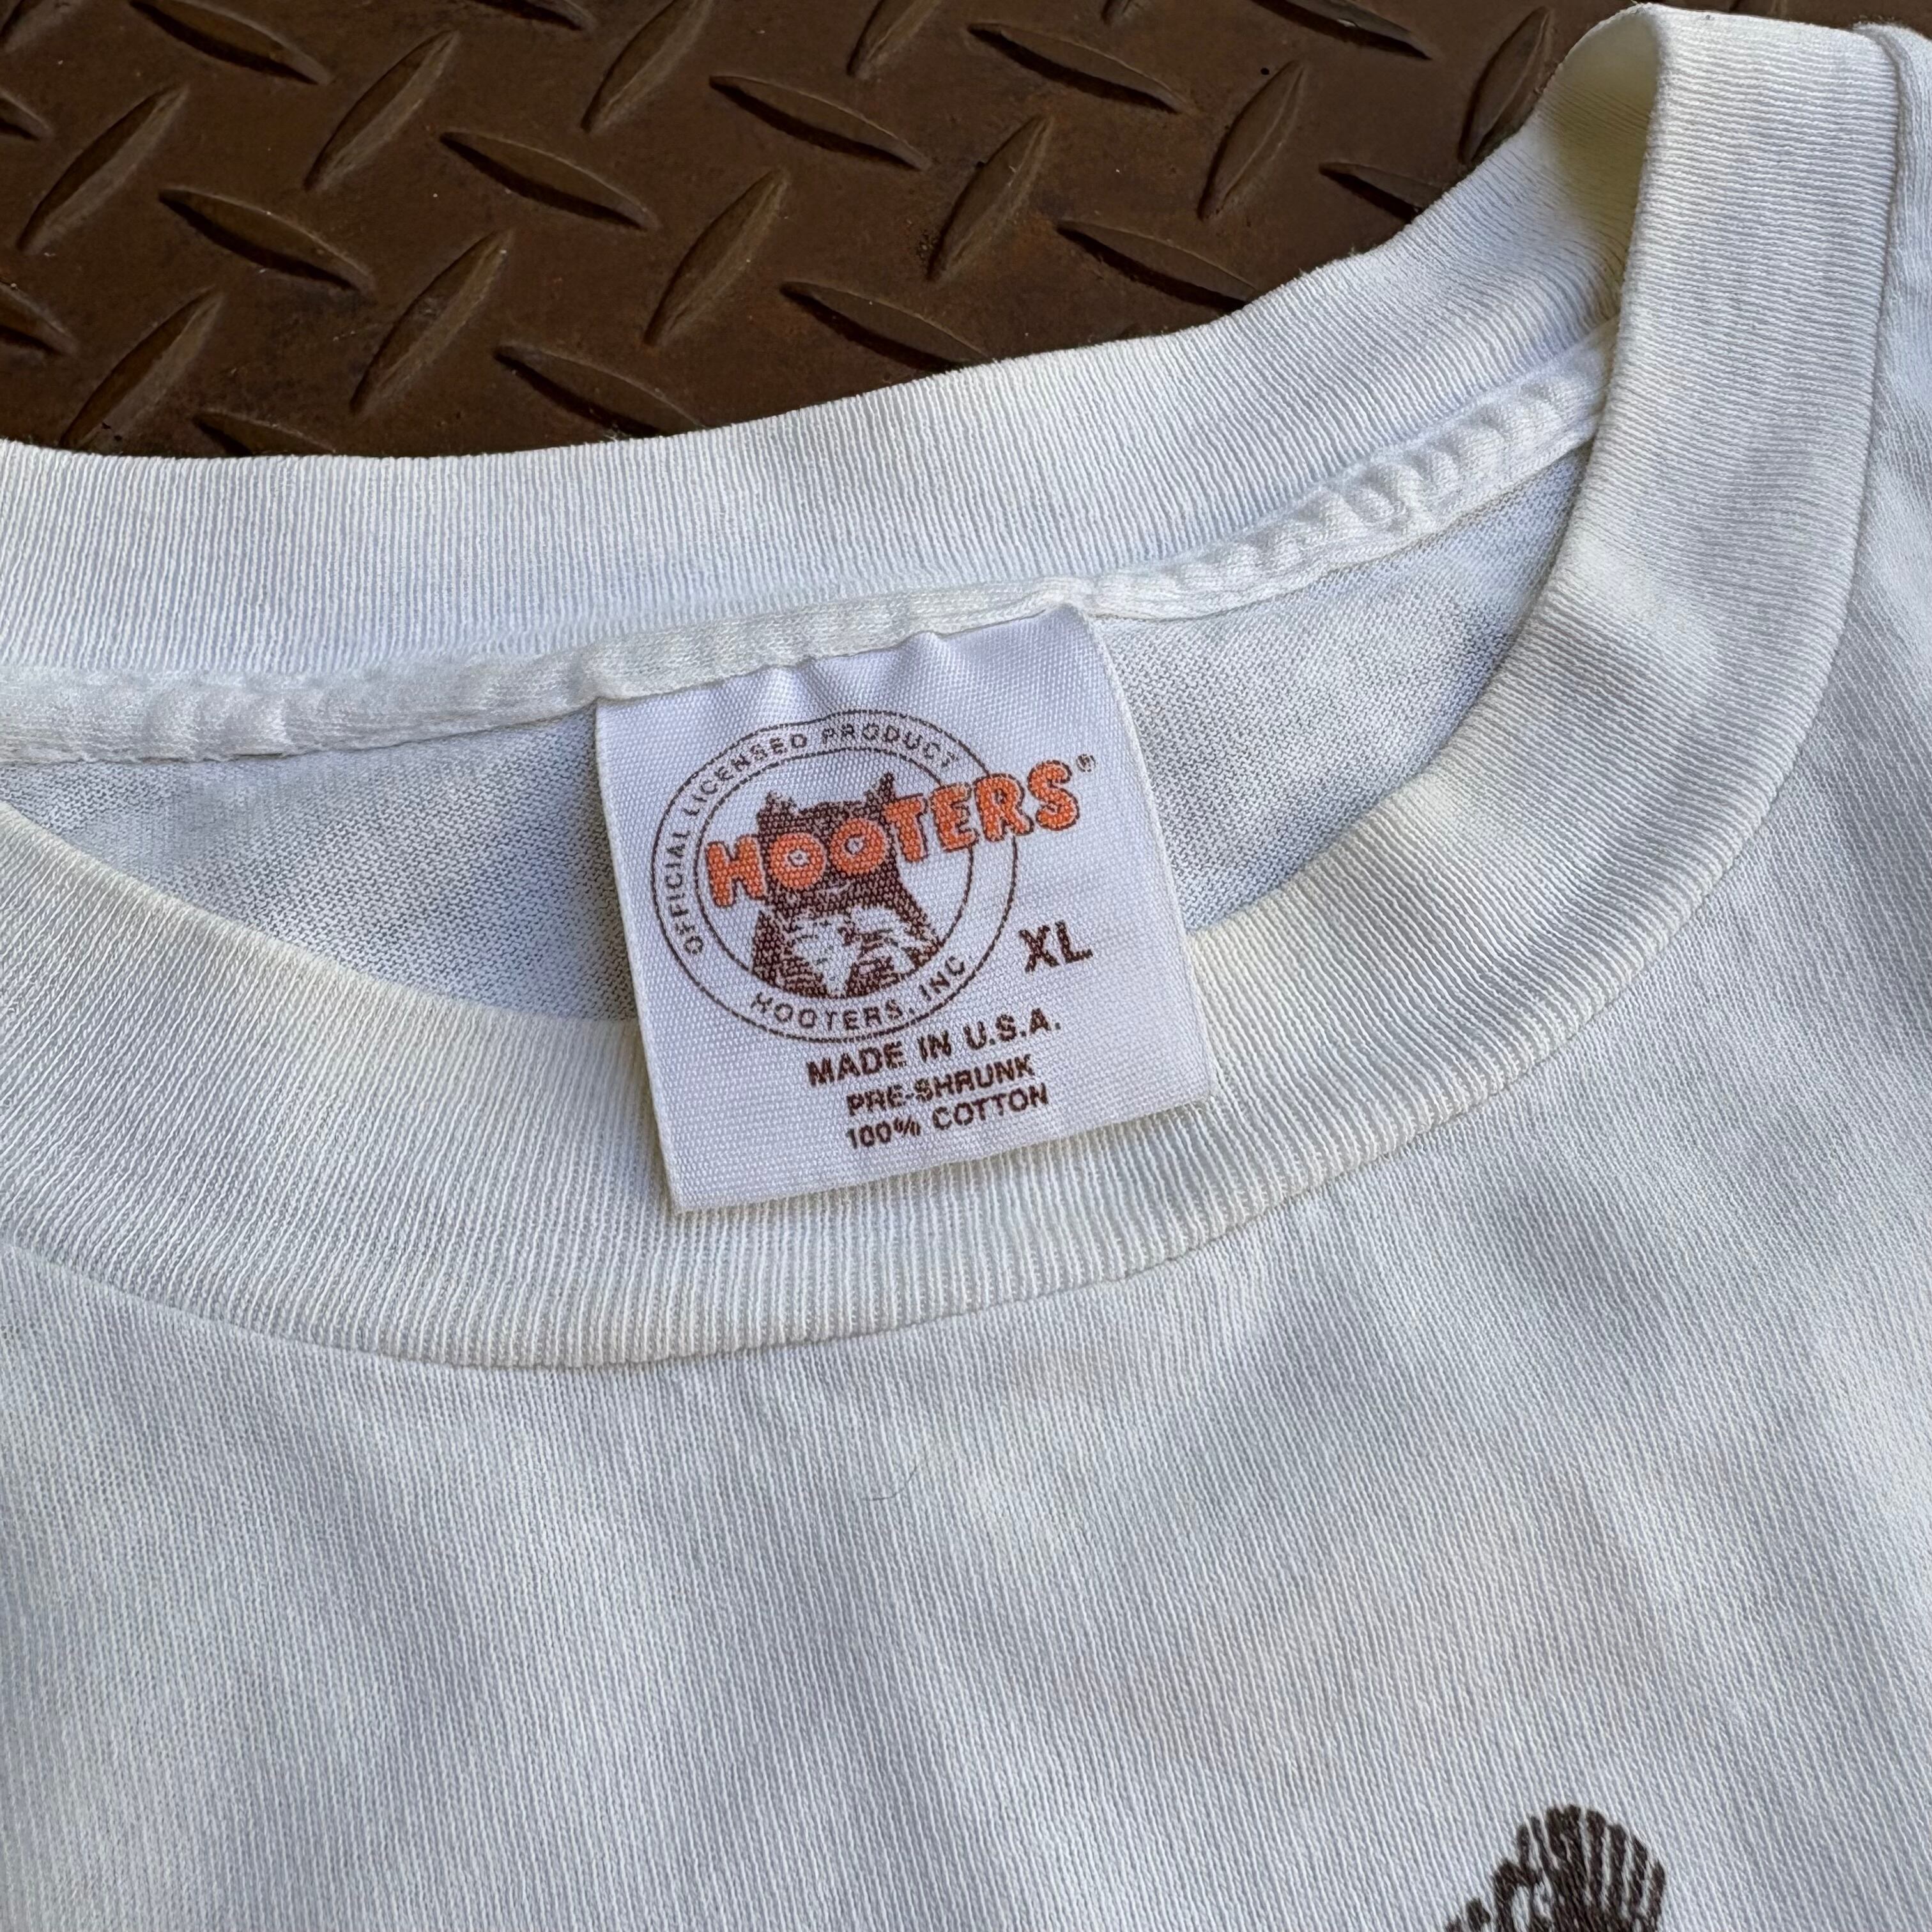 OFFICIAL LICENSED PRODUCT
HOOTERS®
HOOTERS, INC
XL
MADE IN U.S.A.
PRE-SHRUNK
100% COTTON